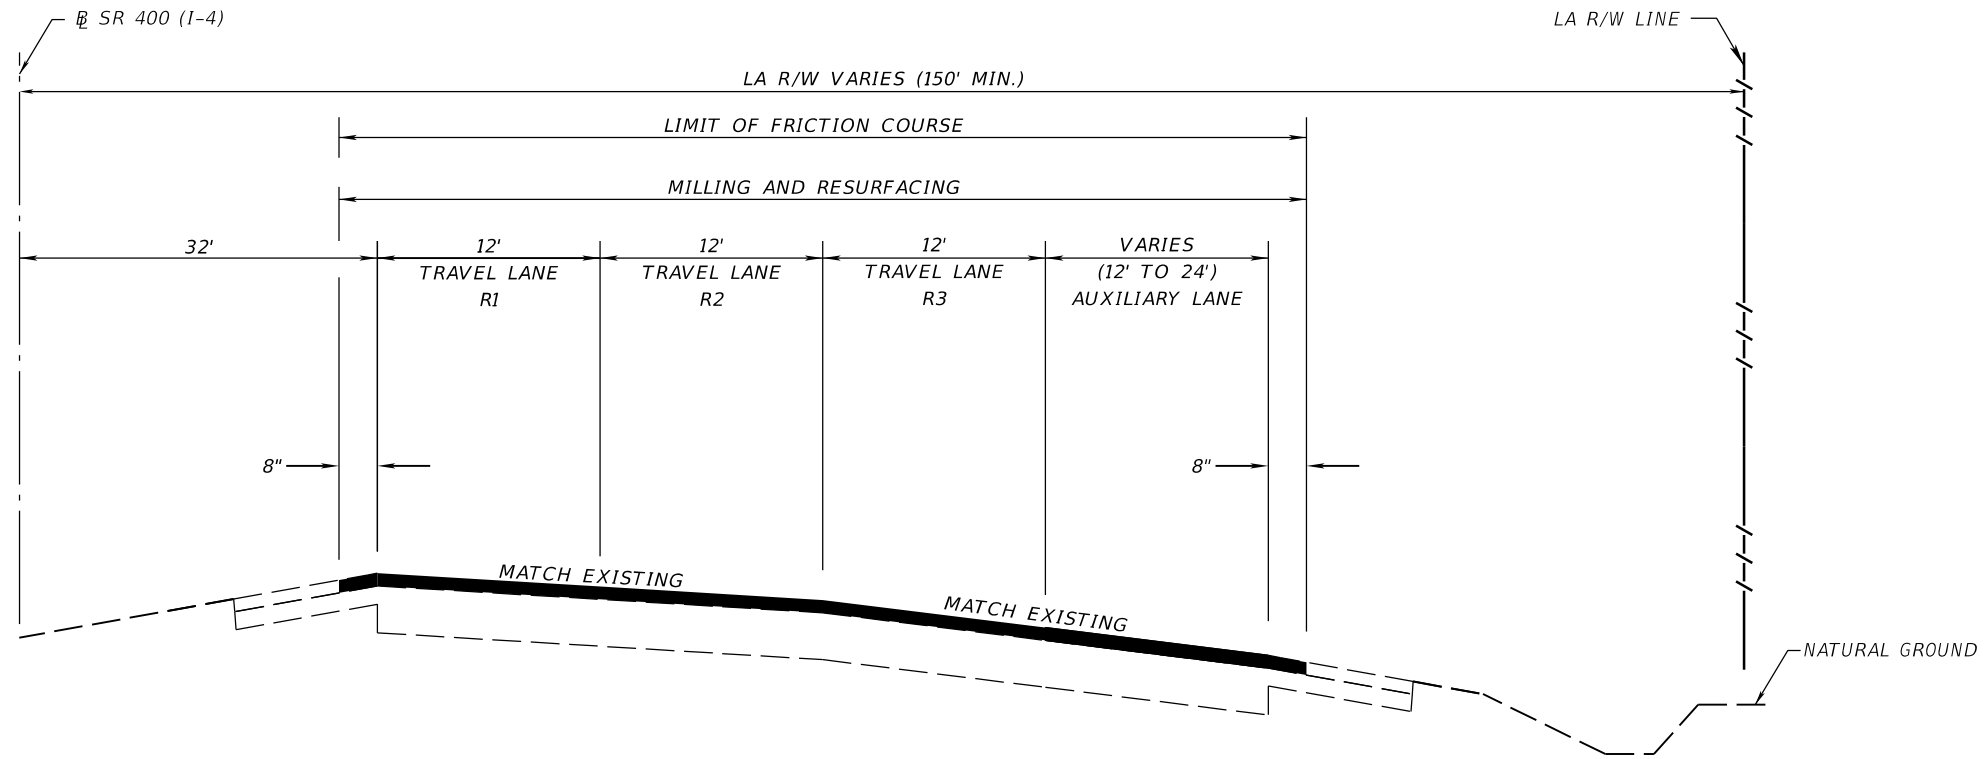 ℄ SR 400 (I-4)
LA R/W LINE
LA R/W VARIES (150' MIN.)
LIMIT OF FRICTION COURSE
MILLING AND RESURFACING
32'
12'
TRAVEL LANE
R1
12'
TRAVEL LANE
R2
12'
TRAVEL LANE
R3
VARIES
(12' TO 24')
AUXILIARY LANE
8"
8"
MATCH EXISTING
MATCH EXISTING
NATURAL GROUND